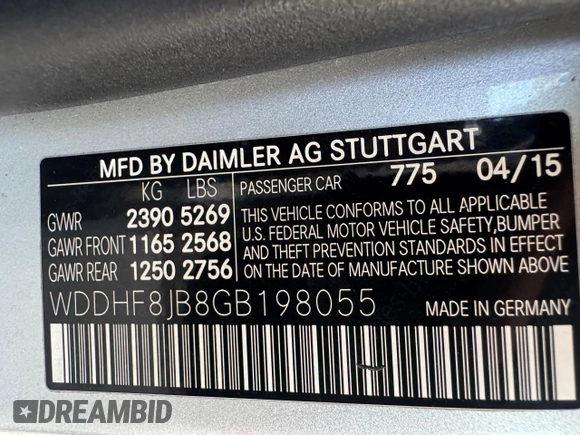 MFD BY DAIMLER AG STUTTGART
KG LBS PASSENGER CAR 775 04/15
GVWR 2390 5269
GAWR FRONT 1165 2568
GAWR REAR 1250 2756
THIS VEHICLE CONFORMS TO ALL APPLICABLE
U.S. FEDERAL MOTOR VEHICLE SAFETY,BUMPER
AND THEFT PREVENTION STANDARDS IN EFFECT
ON THE DATE OF MANUFACTURE SHOWN ABOVE
WDDHF8JB8GB198055 MADE IN GERMANY
DREAMBID